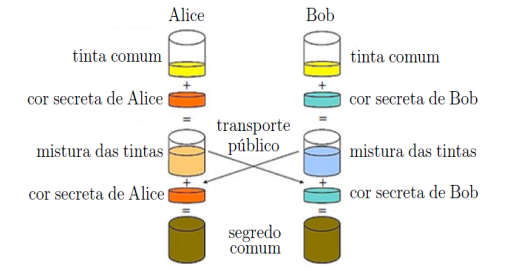 Alice Bob
tinta comum tinta comum
+ +
cor secreta de Alice cor secreta de Bob
= =
transporte
público
mistura das tintas mistura das tintas
+ +
cor secreta de Alice cor secreta de Bob
= =
segredo
comum